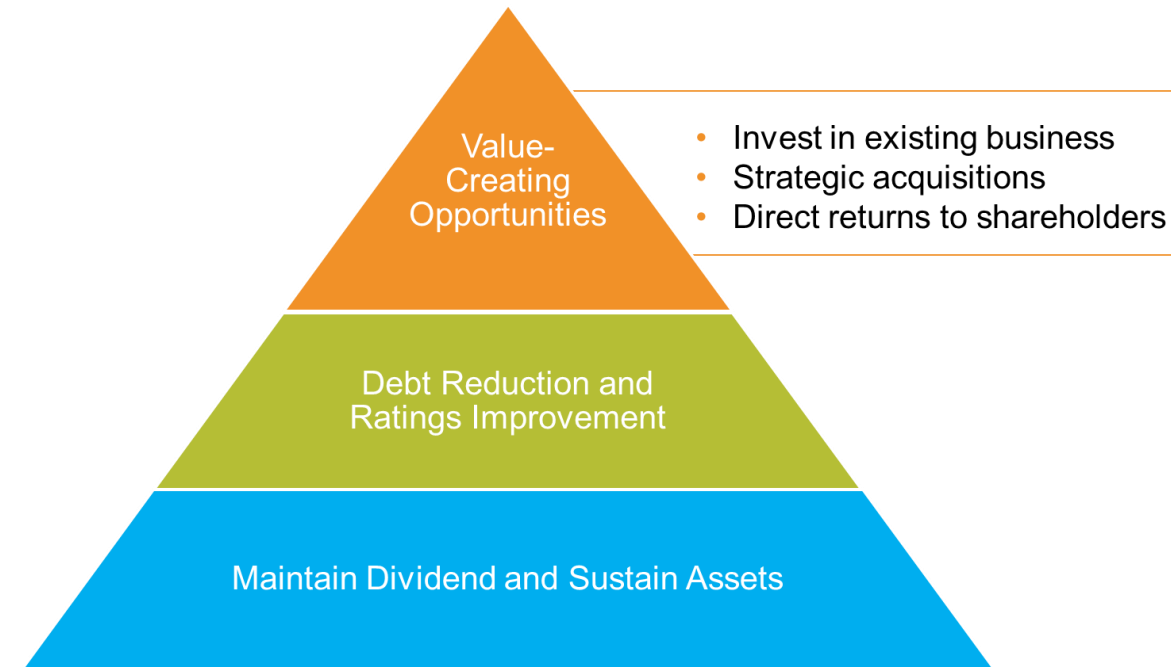 Value-
Creating
Opportunities
• Invest in existing business
• Strategic acquisitions
• Direct returns to shareholders
Debt Reduction and
Ratings Improvement
Maintain Dividend and Sustain Assets